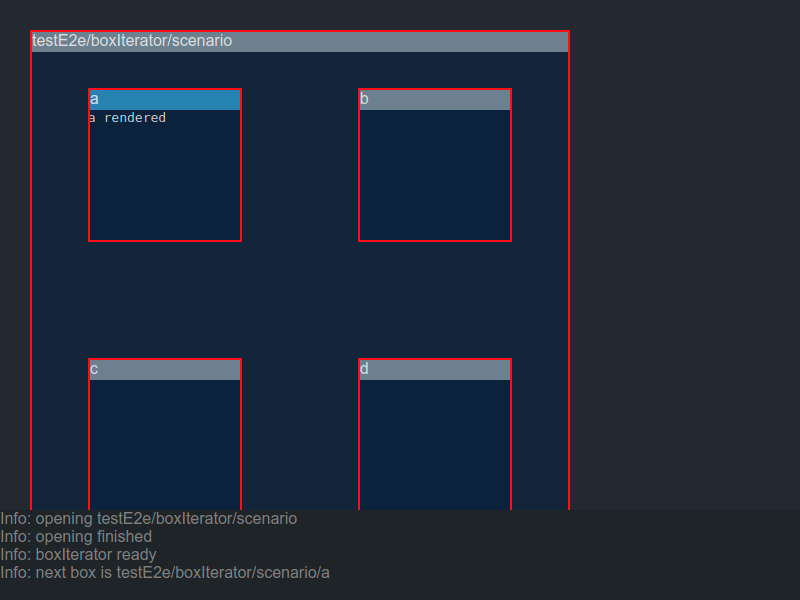 testE2e/boxIterator/scenario
a
b
a rendered
c
d
Info: opening testE2e/boxIterator/scenario
Info: opening finished
Info: boxIterator ready
Info: next box is testE2e/boxIterator/scenario/a